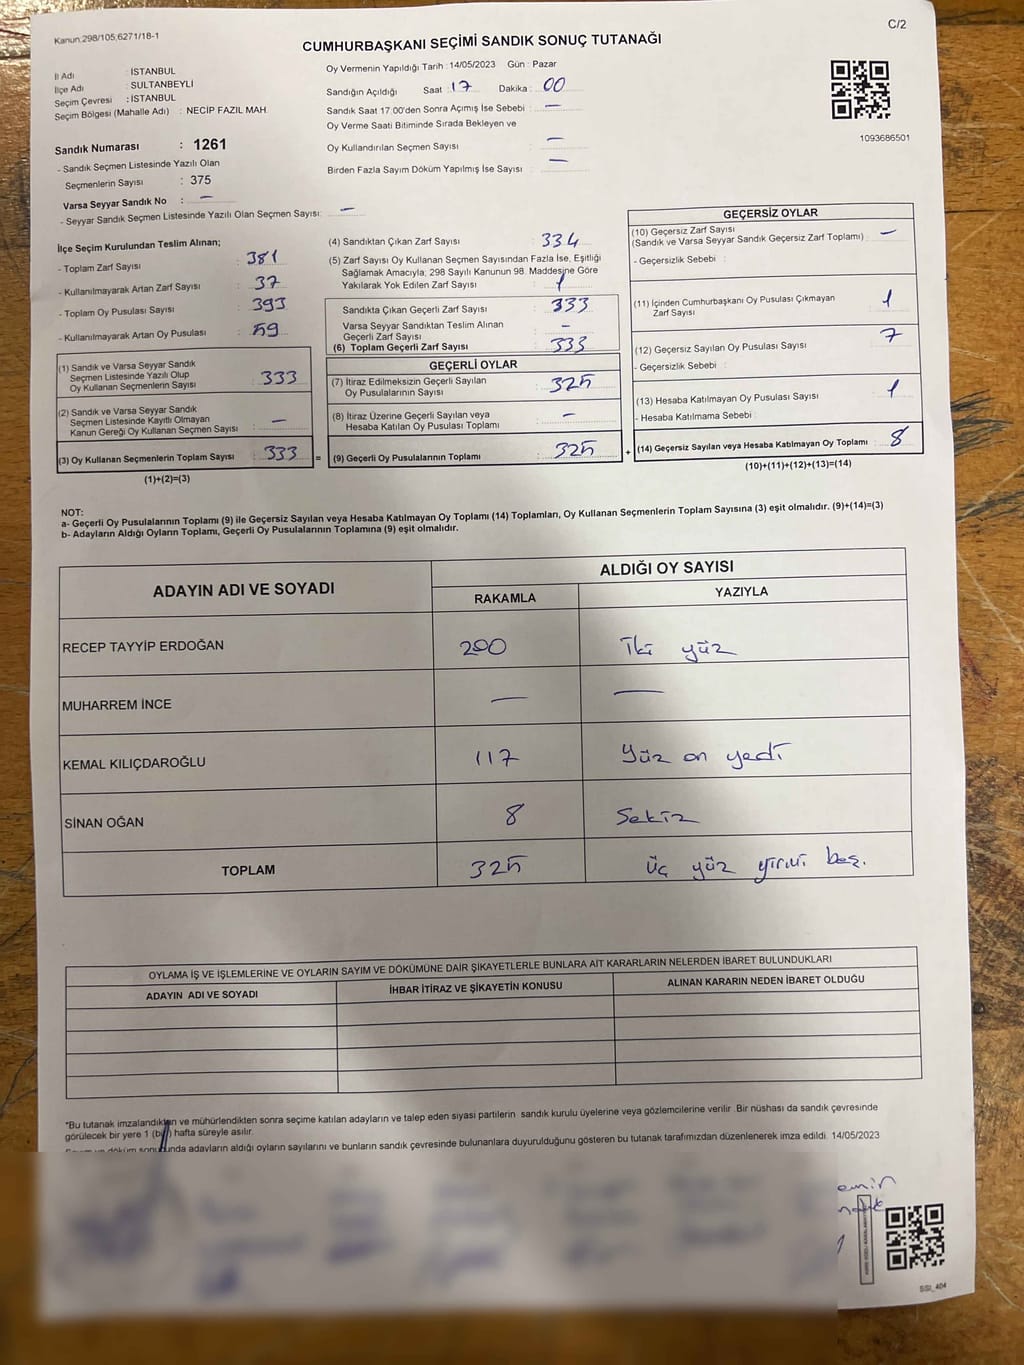 Kanun.298/105,6271/18-1
C/2
CUMHURBAŞKANI SEÇİMİ SANDIK SONUÇ TUTANAĞI
İl Adı : İSTANBUL
İlçe Adı : SULTANBEYLİ
Seçim Çevresi : İSTANBUL
Seçim Bölgesi (Mahalle Adı) : NECİP FAZIL MAH.
Sandık Numarası : 1261
- Sandık Seçmen Listesinde Yazılı Olan
Seçmenlerin Sayısı : 375
Varsa Seyyar Sandık No : —
- Seyyar Sandık Seçmen Listesinde Yazılı Olan Seçmen Sayısı: —
Oy Vermenin Yapıldığı Tarih :14/05/2023 Gün : Pazar
Sandığın Açıldığı Saat 17 Dakika 00
Sandık Saat 17.00'den Sonra Açılmış İse Sebebi : —
Oy Verme Saati Bitiminde Sırada Bekleyen ve
Oy Kullandırılan Seçmen Sayısı : —
Birden Fazla Sayım Döküm Yapılmış İse Sayısı : —
1093686501
İlçe Seçim Kurulundan Teslim Alınan;
- Toplam Zarf Sayısı : 381
- Kullanılmayarak Artan Zarf Sayısı : 37
- Toplam Oy Pusulası Sayısı : 393
- Kullanılmayarak Artan Oy Pusulası : 59
(1) Sandık ve Varsa Seyyar Sandık
Seçmen Listesinde Yazılı Olup
Oy Kullanan Seçmenlerin Sayısı : 333
(2) Sandık ve Varsa Seyyar Sandık
Seçmen Listesinde Kayıtlı Olmayan
Kanun Gereği Oy Kullanan Seçmen Sayısı : —
(3) Oy Kullanan Seçmenlerin Toplam Sayısı : 333 =
(1)+(2)=(3)
(4) Sandıktan Çıkan Zarf Sayısı : 334
(5) Zarf Sayısı Oy Kullanan Seçmen Sayısından Fazla İse, Eşitliği
Sağlamak Amacıyla; 298 Sayılı Kanunun 98. Maddesine Göre
Yakılarak Yok Edilen Zarf Sayısı : 1
Sandıkta Çıkan Geçerli Zarf Sayısı : 333
Varsa Seyyar Sandıktan Teslim Alınan
Geçerli Zarf Sayısı : –
(6) Toplam Geçerli Zarf Sayısı : 333
GEÇERLİ OYLAR
(7) İtiraz Edilmeksizin Geçerli Sayılan
Oy Pusulasının Sayısı : 325
(8) İtiraz Üzerine Geçerli Sayılan veya
Hesaba Katılan Oy Pusulası Toplamı : –
(9) Geçerli Oy Pusulalarının Toplamı : 325 +
GEÇERSİZ OYLAR
(10) Geçersiz Zarf Sayısı
(Sandık ve Varsa Seyyar Sandık Geçersiz Zarf Toplamı) : —
- Geçersizlik Sebebi :
(11) İçinden Cumhurbaşkanı Oy Pusulası Çıkmayan
Zarf Sayısı : 1
(12) Geçersiz Sayılan Oy Pusulası Sayısı : 7
- Geçersizlik Sebebi :
(13) Hesaba Katılmayan Oy Pusulası Sayısı : 1
- Hesaba Katılmama Sebebi :
(14) Geçersiz Sayılan veya Hesaba Katılmayan Oy Toplamı : 8
(10)+(11)+(12)+(13)=(14)
NOT:
a- Geçerli Oy Pusulalarının Toplamı (9) ile Geçersiz Sayılan veya Hesaba Katılmayan Oy Toplamı (14) Toplamları, Oy Kullanan Seçmenlerin Toplam Sayısına (3) eşit olmalıdır. (9)+(14)=(3)
b- Adayların Aldığı Oyların Toplamı, Geçerli Oy Pusulalarının Toplamına (9) eşit olmalıdır.
ADAYIN ADI VE SOYADI
ALDIĞI OY SAYISI
RAKAMLA YAZIYLA
RECEP TAYYİP ERDOĞAN 200 İki yüz
MUHARREM İNCE — —
KEMAL KILIÇDAROĞLU 117 Yüz on yedi
SİNAN OĞAN 8 Sekiz
TOPLAM 325 üç yüz yirmi beş.
OYLAMA İŞ VE İŞLEMLERİNE VE OYLARIN SAYIM VE DÖKÜMÜNE DAİR ŞİKAYETLERLE BUNLARA AİT KARARLARIN NELERDEN İBARET BULUNDUKLARI
ADAYIN ADI VE SOYADI İHBAR İTİRAZ VE ŞİKAYETİN KONUSU ALINAN KARARIN NEDEN İBARET OLDUĞU
"Bu tutanak imzalandıktan ve mühürlendikten sonra seçime katılan adayların ve talep eden siyasi partilerin sandık kurulu üyelerine veya gözlemcilerine verilir. Bir nüshası da sandık çevresinde
görülecek bir yere 1 (bir) hafta süreyle asılır.
Sayım ve döküm sonucunda adayların aldığı oyların sayılarını ve bunların sandık çevresinde bulunanlara duyurulduğunu gösteren bu tutanak tarafımızdan düzenlenerek imza edildi. 14/05/2023
SSI_404